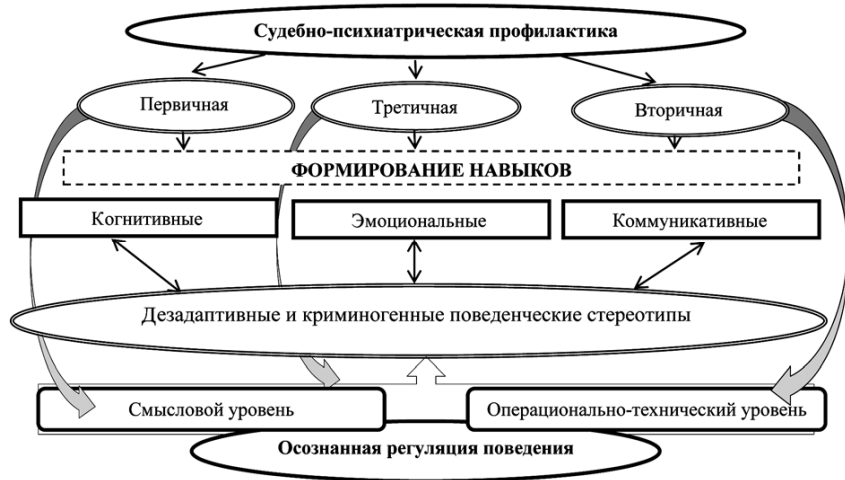 Судебно-психиатрическая профилактика
Первичная
Третичная
Вторичная
ФОРМИРОВАНИЕ НАВЫКОВ
Когнитивные
Эмоциональные
Коммуникативные
Дезадаптивные и криминогенные поведенческие стереотипы
Смысловой уровень
Операционально-технический уровень
Осознанная регуляция поведения